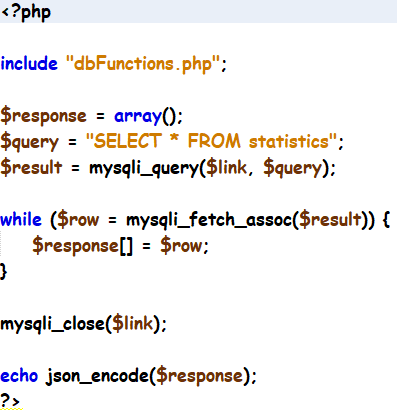 <?php
include "dbFunctions.php";
$response = array();
$query = "SELECT * FROM statistics";
$result = mysqli_query($link, $query);
while ($row = mysqli_fetch_assoc($result)) {
$response[] = $row;
}
mysqli_close($link);
echo json_encode($response);
?>